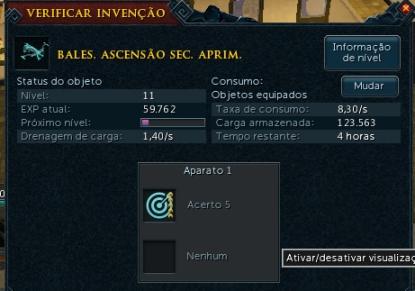 VERIFICAR INVENÇÃO
BALES. ASCENSÃO SEC. APRIM.
Informação de nível
Status do objeto
Nível: 11
EXP atual: 59.762
Próximo nível:
Drenagem de carga: 1,40/s
Consumo:
Mudar
Objetos equipados
Taxa de consumo: 8,30/s
Carga armazenada: 123.563
Tempo restante: 4 horas
Aparato 1
Acerto 5
Nenhum
Ativar/desativar visualizaç